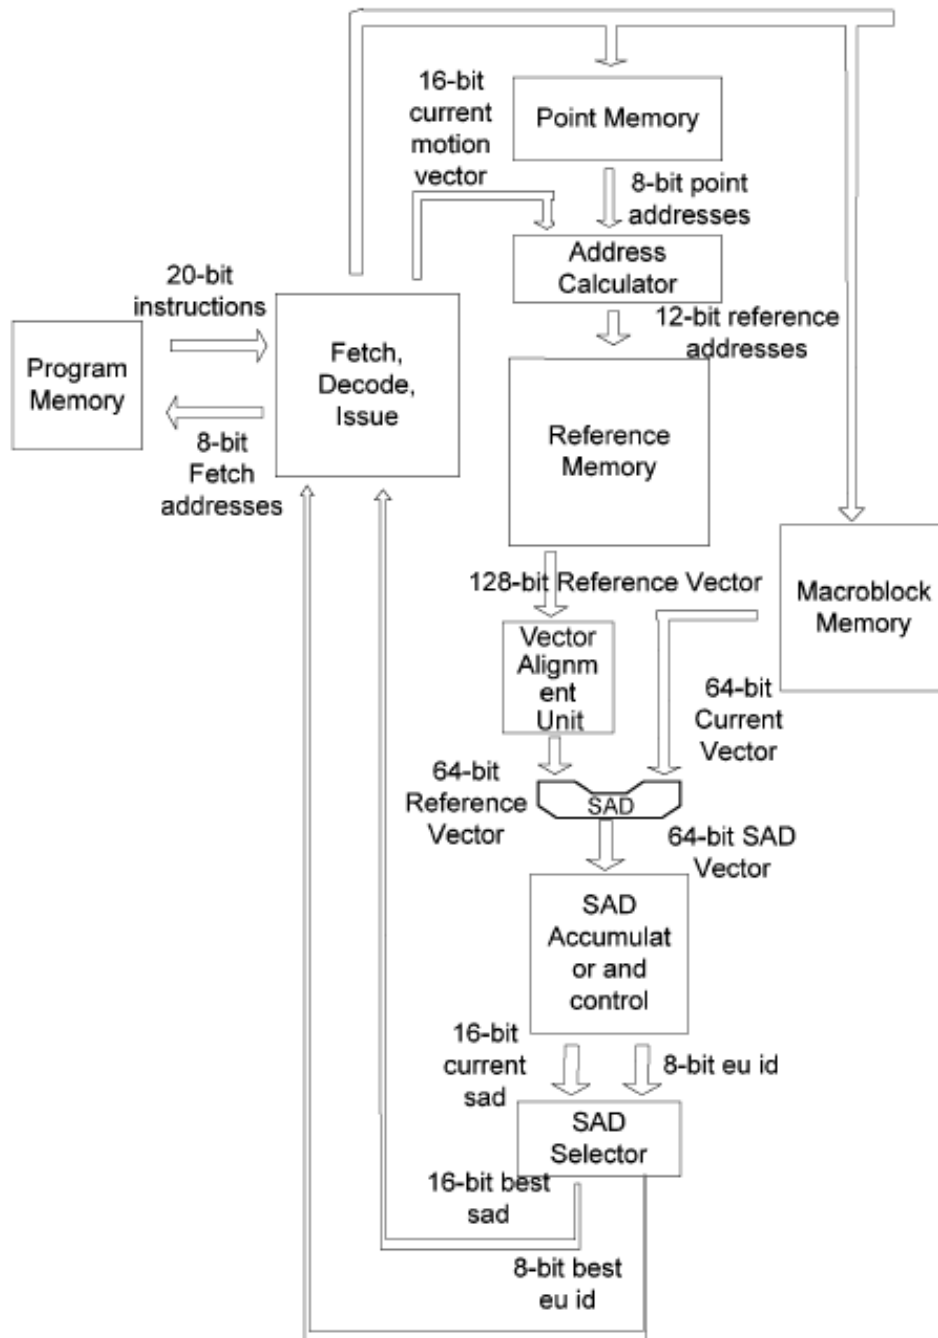 16-bit
current
motion
vector
Point Memory
8-bit point
addresses
Address
Calculator
20-bit
instructions
12-bit reference
addresses
Program
Memory
Fetch,
Decode,
Issue
8-bit
Fetch
addresses
Reference
Memory
128-bit Reference Vector
Macroblock
Memory
Vector
Alignm
ent
Unit
64-bit
Current
Vector
64-bit
Reference
Vector
SAD
64-bit SAD
Vector
SAD
Accumulat
or and
control
16-bit
current
sad
8-bit eu id
SAD
Selector
16-bit best
sad
8-bit best
eu id